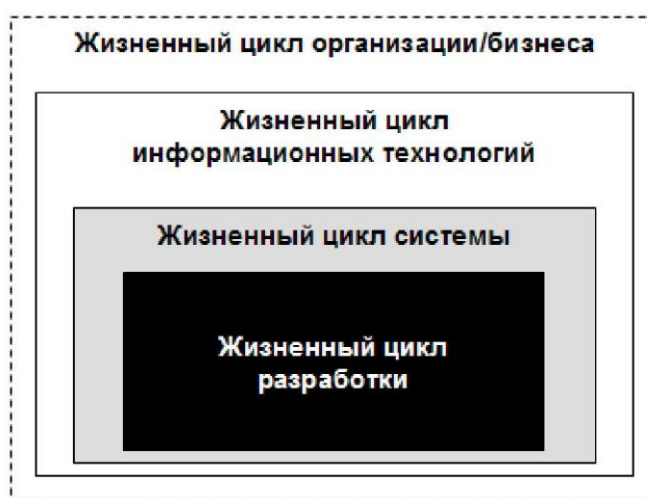 Жизненный цикл организации/бизнеса
Жизненный цикл
информационных технологий
Жизненный цикл системы
Жизненный цикл
разработки